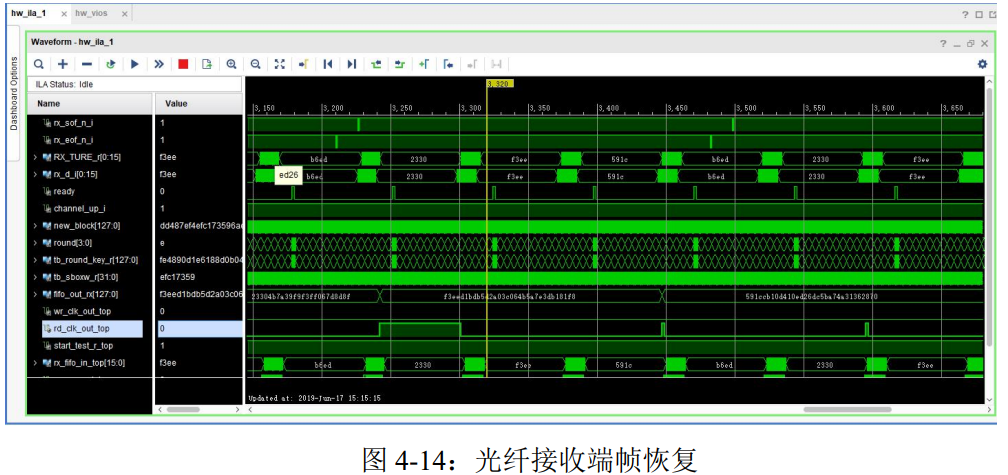 hw_ila_1 × hw_vios ×
Dashboard Options
Waveform - hw_ila_1
ILA Status: Idle
Name Value
3,320
3,150 3,200 3,250 3,300 3,350 3,400 3,450 3,500 3,550 3,600 3,650
rx_sof_n_i 1
rx_eof_n_i 1
RX_TURE_r[0:15] f3ee b6ed 2330 f3ee 591c b6ed 2330 f3ee
rx_d_i[0:15] f3ee ed26 b6ed 2330 f3ee 591c b6ed 2330 f3ee
ready 0
channel_up_i 1
new_block[127:0] dd487ef4efc173596a
round[3:0] e
tb_round_key_r[127:0] fe4890d1e6188d0b04
tb_sboxw_r[31:0] efc17359
fifo_out_rx[127:0] f3eed1bdb5d2a03c06 23304b7a39f9f3ff067d8d8f f3eed1bdb5d2a03c064b5a7e3db181f8 591ccb10d410ed26dc5ba74a31362870
wr_clk_out_top 0
rd_clk_out_top 0
start_test_r_top 1
rx_fifo_in_top[15:0] f3ee b6ed 2330 f3ee 591c b6ed 2330 f3ee
Updated at: 2019-Jun-17 15:15:15
图 4-14：光纤接收端帧恢复